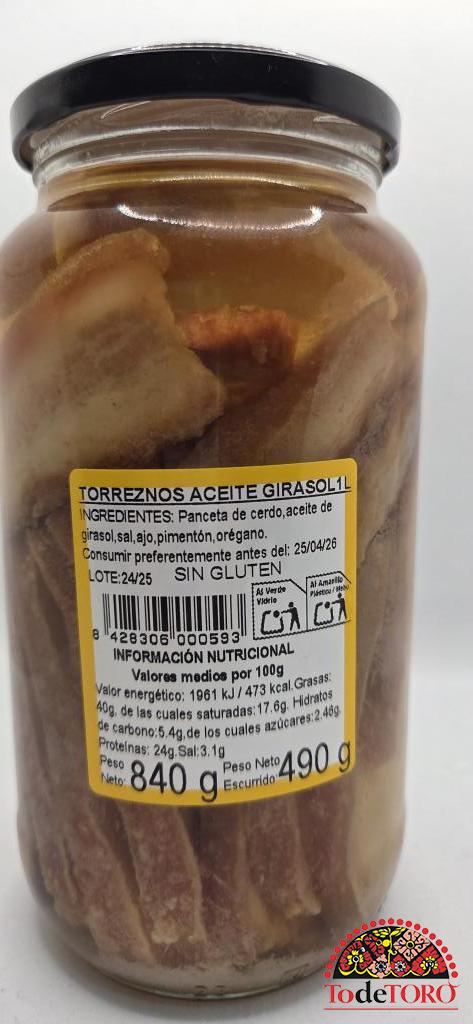 TORREZNOS ACEITE GIRASOL1L
INGREDIENTES: Panceta de cerdo,aceite de
girasol,sal,ajo,pimentón,orégano.
Consumir preferentemente antes del: 25/04/26
LOTE:24/25 SIN GLUTEN
Al Verde
Vidrio
Al Amarillo
Plástico / Metal
8 428306 000593
INFORMACIÓN NUTRICIONAL
Valores medios por 100g
Valor energético: 1961 kJ / 473 kcal.Grasas:
40g, de las cuales saturadas:17.6g. Hidratos
de carbono:5.4g,de los cuales azúcares:2.46g.
Proteínas: 24g.Sal:3.1g
Peso
Neto: 840 g
Peso Neto
Escurrido: 490 g
TodeTORO